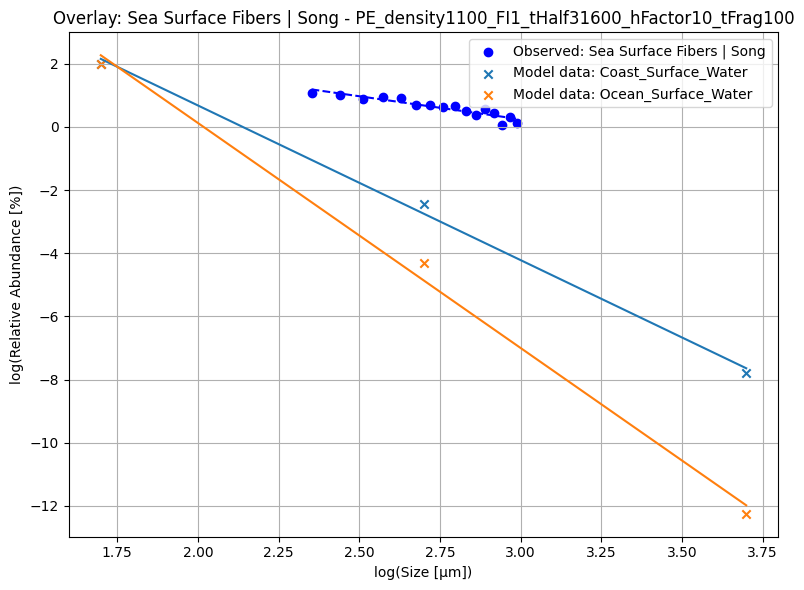 Overlay: Sea Surface Fibers | Song - PE_density1100_FI1_tHalf31600_hFactor10_tFrag100
Observed: Sea Surface Fibers | Song
Model data: Coast_Surface_Water
Model data: Ocean_Surface_Water
log(Relative Abundance [%])
2
0
−2
−4
−6
−8
−10
−12
1.75 2.00 2.25 2.50 2.75 3.00 3.25 3.50 3.75
log(Size [μm])